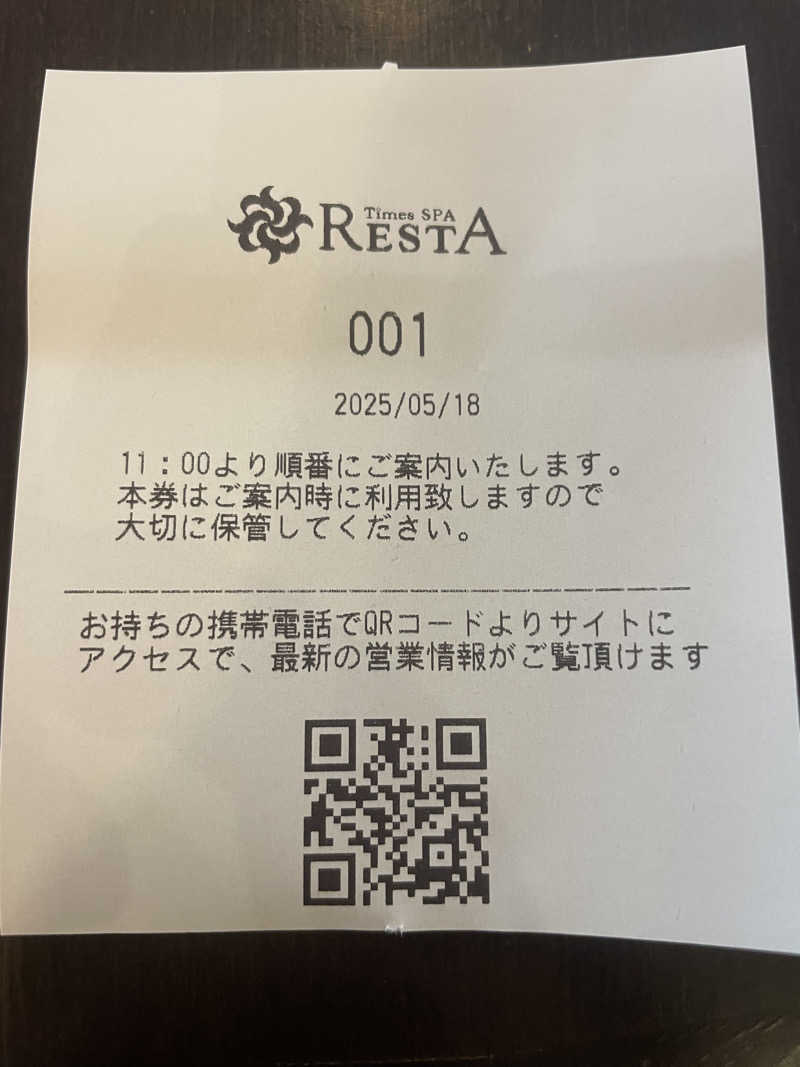 Times SPA
RESTA
001
2025/05/18
11：00より順番にご案内いたします。
本券はご案内時に利用致しますので
大切に保管してください。
お持ちの携帯電話でQRコードよりサイトに
アクセスで、最新の営業情報がご覧頂けます